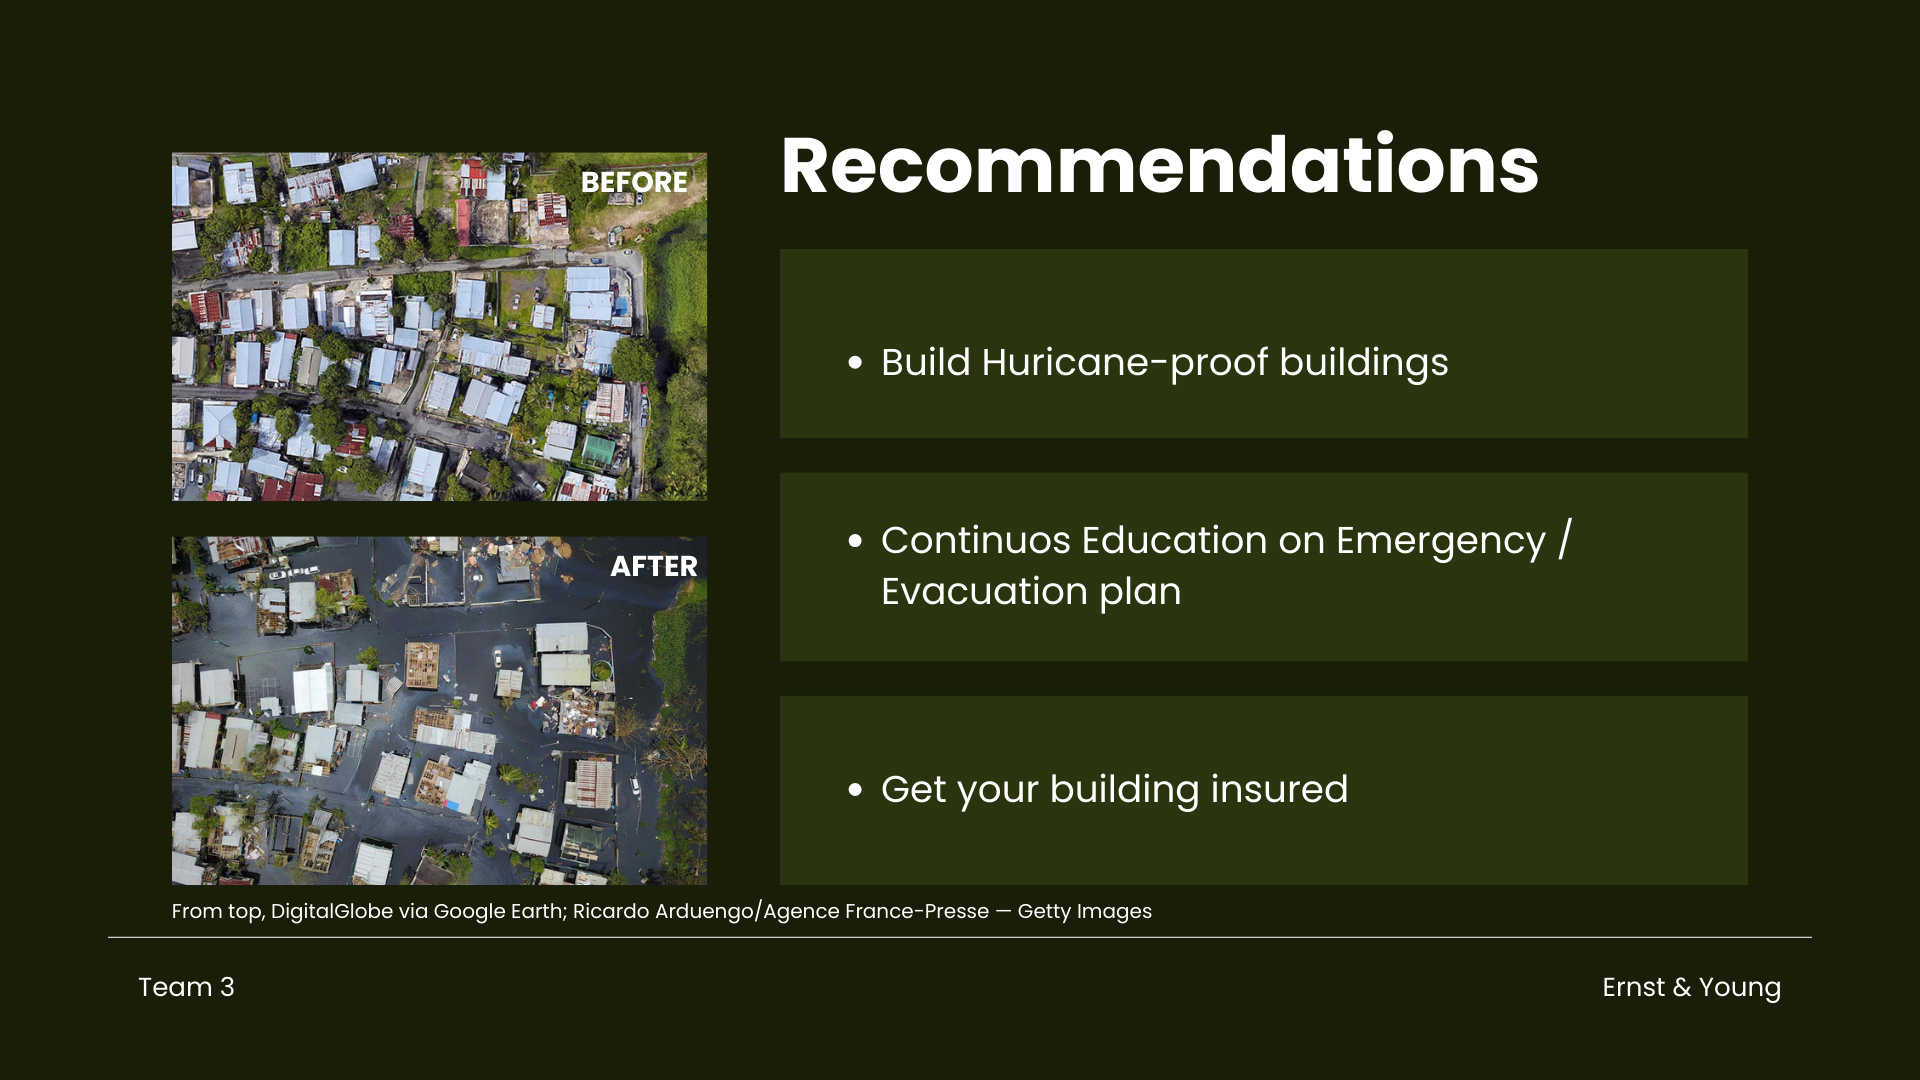 Recommendations
BEFORE
AFTER
• Build Huricane-proof buildings
• Continuos Education on Emergency /
Evacuation plan
• Get your building insured
From top, DigitalGlobe via Google Earth; Ricardo Arduengo/Agence France-Presse — Getty Images
Team 3
Ernst & Young